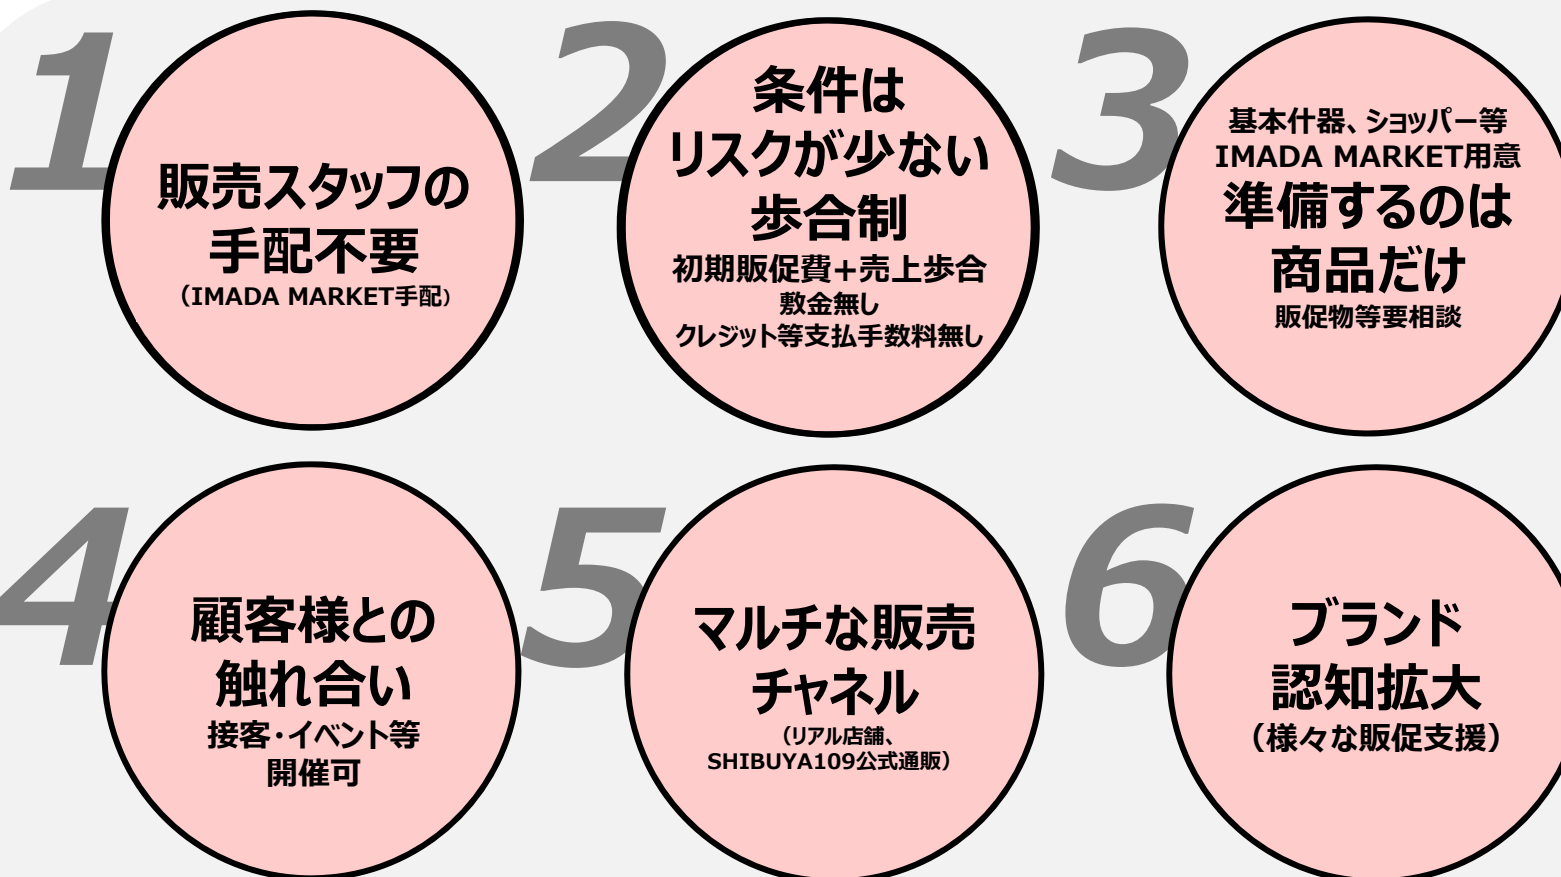 1
販売スタッフの
手配不要
（IMADA MARKET手配）
2
条件は
リスクが少ない
歩合制
初期販促費+売上歩合
敷金無し
クレジット等支払手数料無し
3
基本什器、ショッパー等
IMADA MARKET用意
準備するのは
商品だけ
販促物等要相談
4
顧客様との
触れ合い
接客・イベント等
開催可
5
マルチな販売
チャネル
（リアル店舗、
SHIBUYA109公式通販）
6
ブランド
認知拡大
（様々な販促支援）